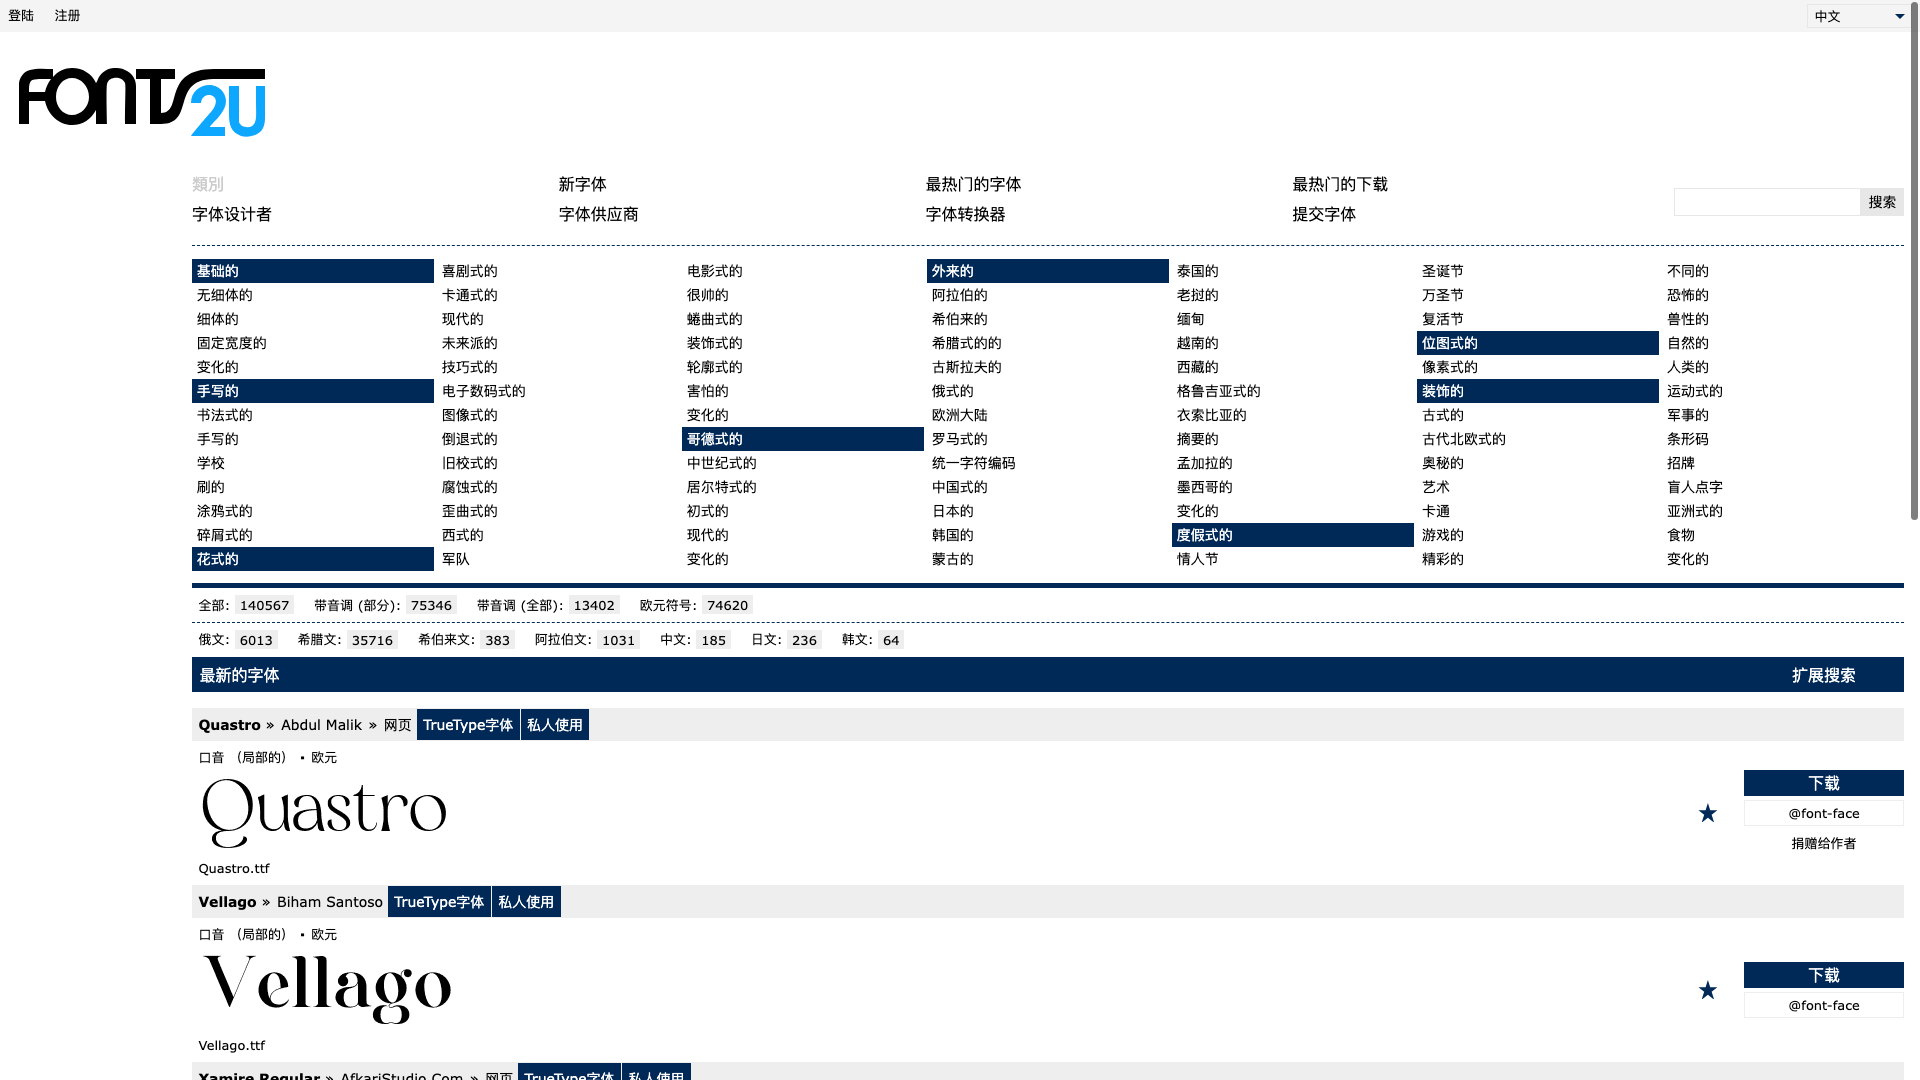 登陆 注册 中文
FONTS2U
類別 新字体 最热门的字体 最热门的下载
字体设计者 字体供应商 字体转换器 提交字体 搜索
基础的 喜剧式的 电影式的 外来的 泰国的 圣诞节 不同的
无细体的 卡通式的 很帅的 阿拉伯的 老挝的 万圣节 恐怖的
细体的 现代的 蜷曲式的 希伯来的 缅甸 复活节 兽性的
固定宽度的 未来派的 装饰式的 希腊式的的 越南的 位图式的 自然的
变化的 技巧式的 轮廓式的 古斯拉夫的 西藏的 像素式的 人类的
手写的 电子数码式的 害怕的 俄式的 格鲁吉亚式的 装饰的 运动式的
书法式的 图像式的 变化的 欧洲大陆 衣索比亚的 古式的 军事的
手写的 倒退式的 哥德式的 罗马式的 摘要的 古代北欧式的 条形码
学校 旧校式的 中世纪式的 统一字符编码 孟加拉的 奥秘的 招牌
刷的 腐蚀式的 居尔特式的 中国式的 墨西哥的 艺术 盲人点字
涂鸦式的 歪曲式的 初式的 日本的 变化的 卡通 亚洲式的
碎屑式的 西式的 现代的 韩国的 度假式的 游戏的 食物
花式的 军队 变化的 蒙古的 情人节 精彩的 变化的
全部: 140567 带音调 (部分): 75346 带音调 (全部): 13402 欧元符号: 74620
俄文: 6013 希腊文: 35716 希伯来文: 383 阿拉伯文: 1031 中文: 185 日文: 236 韩文: 64
最新的字体 扩展搜索
Quastro » Abdul Malik » 网页 TrueType字体 私人使用
口音 （局部的） • 欧元
Quastro ★ 下载
@font-face
捐赠给作者
Quastro.ttf
Vellago » Biham Santoso TrueType字体 私人使用
口音 （局部的） • 欧元
Vellago ★ 下载
@font-face
Vellago.ttf
Xamire Regular » AfkariStudio.Com » 网页 TrueType字体 私人使用